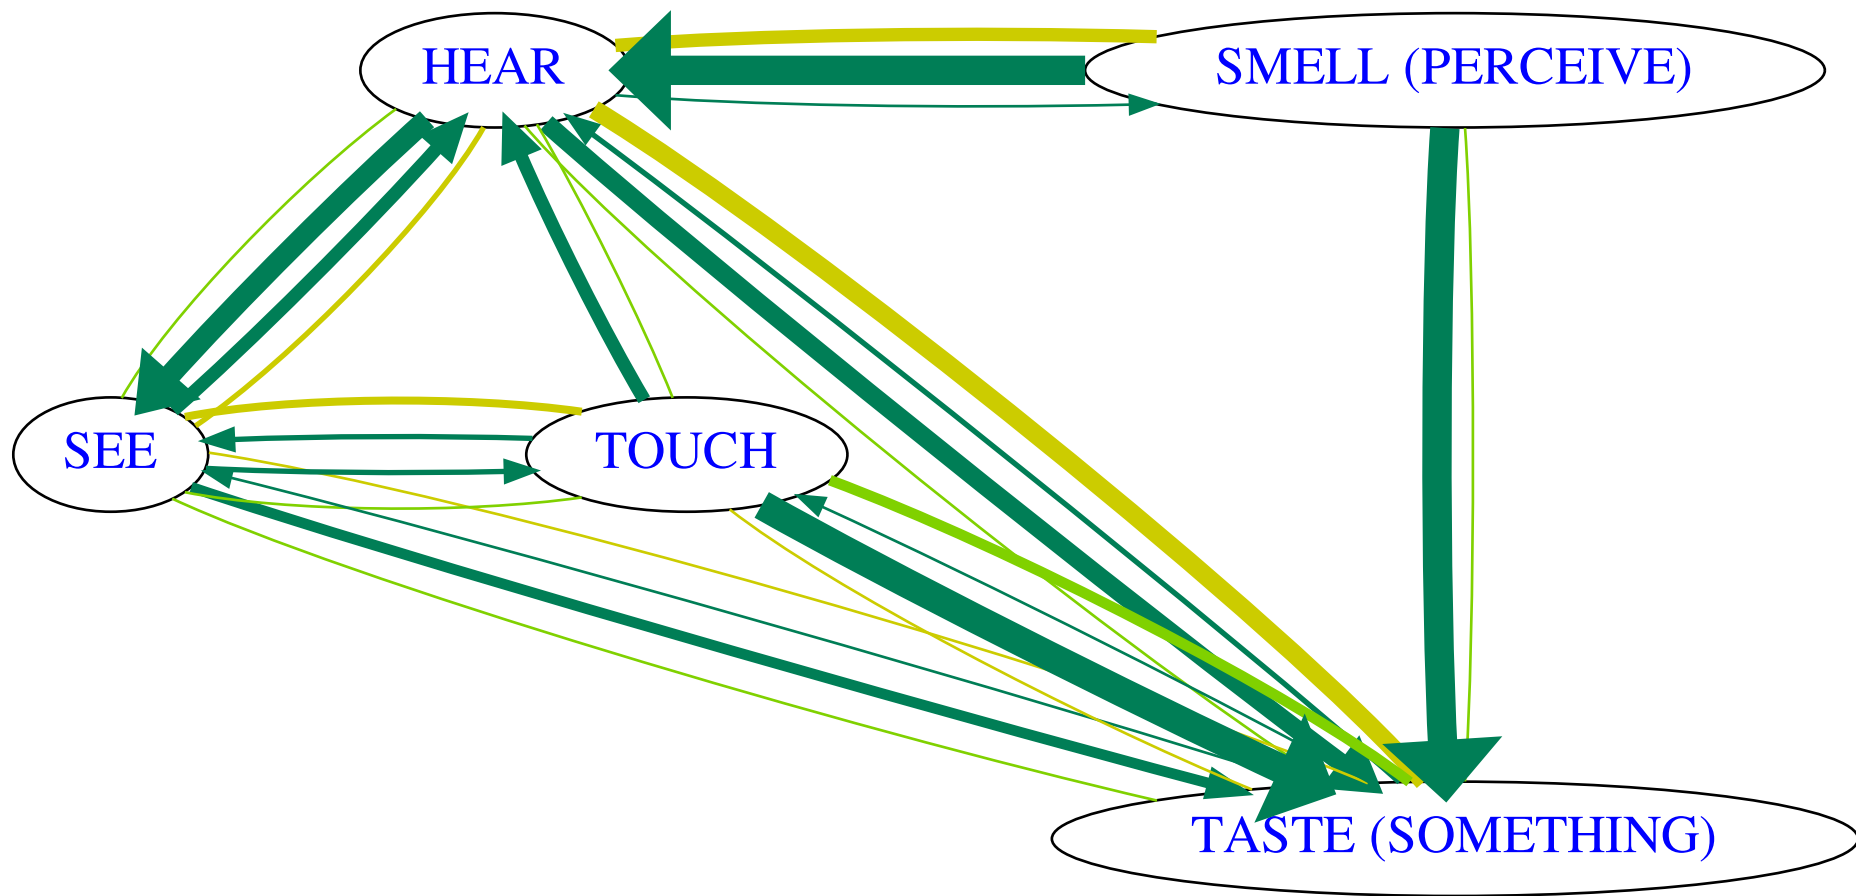 HEAR
SMELL (PERCEIVE)
SEE
TOUCH
TASTE (SOMETHING)